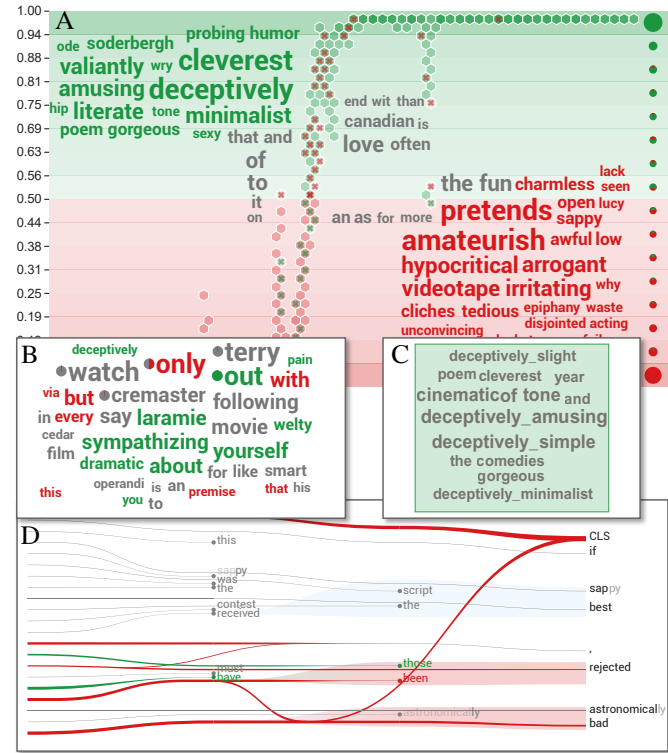 1.00
A
0.94
ode soderbergh probing humor
0.88
valiantly wry cleverest
0.81
amusing deceptively
0.75
hip literate tone minimalist
end wit than
0.69
poem gorgeous sexy
canadian is
that and
love often
0.63
of
0.56
to
the fun charmless lack seen
0.50
it
pretends open lucy
on
an as for more
sappy
0.44
amateurish awful low
0.38
hypocritical arrogant
0.31
videotape irritating why
0.25
cliches tedious epiphany waste
0.19
unconvincing disjointed acting
B
deceptively
terry
pain
watch only
out with
via but cremaster
following
in every say laramie
movie welty
cedar
sympathizing
yourself
film
dramatic about for like smart
operandi is an premise that his
this
you to
C
deceptively_slight
poem cleverest year
cinematic of tone and
deceptively_amusing
deceptively_simple
the comedies
gorgeous
deceptively_minimalist
D
this
CLS
if
sappy
was
the
script
sappy
contest
the
best
received
,
must
those
rejected
have
been
astronomically
astronomically
bad